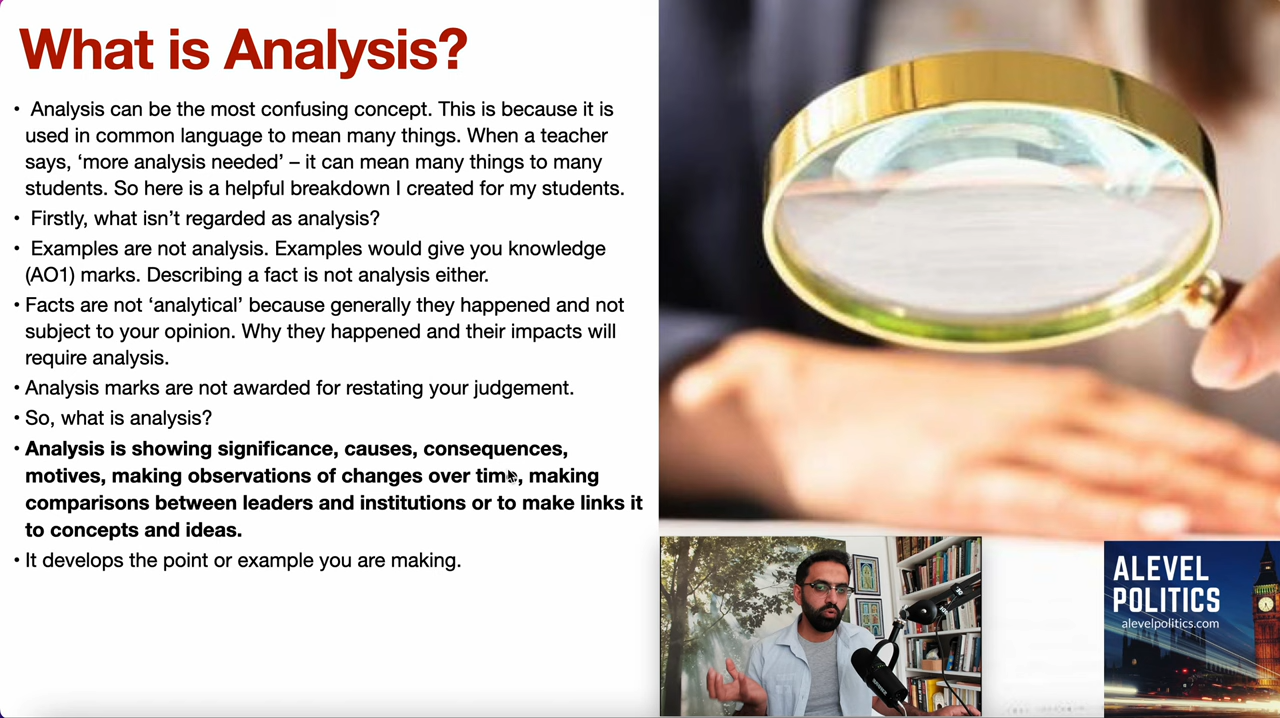 What is Analysis?
• Analysis can be the most confusing concept. This is because it is
used in common language to mean many things. When a teacher
says, ‘more analysis needed’ – it can mean many things to many
students. So here is a helpful breakdown I created for my students.
• Firstly, what isn’t regarded as analysis?
• Examples are not analysis. Examples would give you knowledge
(AO1) marks. Describing a fact is not analysis either.
• Facts are not ‘analytical’ because generally they happened and not
subject to your opinion. Why they happened and their impacts will
require analysis.
• Analysis marks are not awarded for restating your judgement.
• So, what is analysis?
• Analysis is showing significance, causes, consequences,
motives, making observations of changes over time, making
comparisons between leaders and institutions or to make links it
to concepts and ideas.
• It develops the point or example you are making.
ALEVEL
POLITICS
alevelpolitics.com